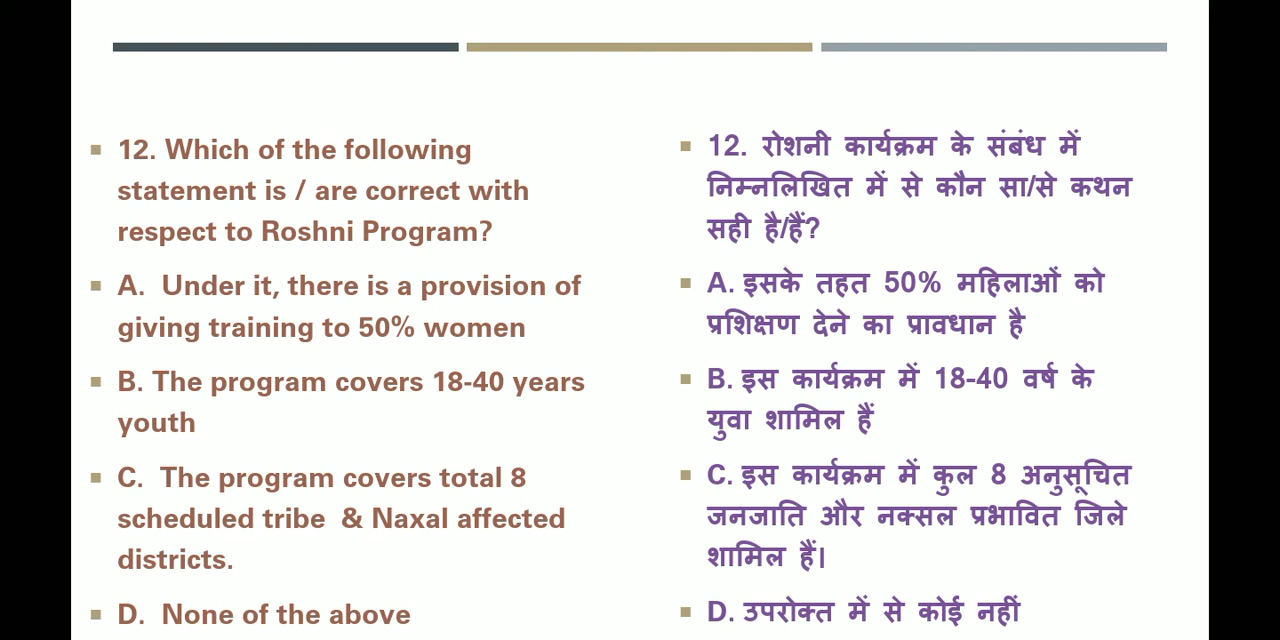 12. Which of the following
statement is / are correct with
respect to Roshni Program?
A. Under it, there is a provision of
giving training to 50% women
B. The program covers 18-40 years
youth
C. The program covers total 8
scheduled tribe & Naxal affected
districts.
D. None of the above
12. रोशनी कार्यक्रम के संबंध में
निम्नलिखित में से कौन सा/से कथन
सही है/हैं?
A. इसके तहत 50% महिलाओं को
प्रशिक्षण देने का प्रावधान है
B. इस कार्यक्रम में 18-40 वर्ष के
युवा शामिल हैं
C. इस कार्यक्रम में कुल 8 अनुसूचित
जनजाति और नक्सल प्रभावित जिले
शामिल हैं|
D. उपरोक्त में से कोई नहीं